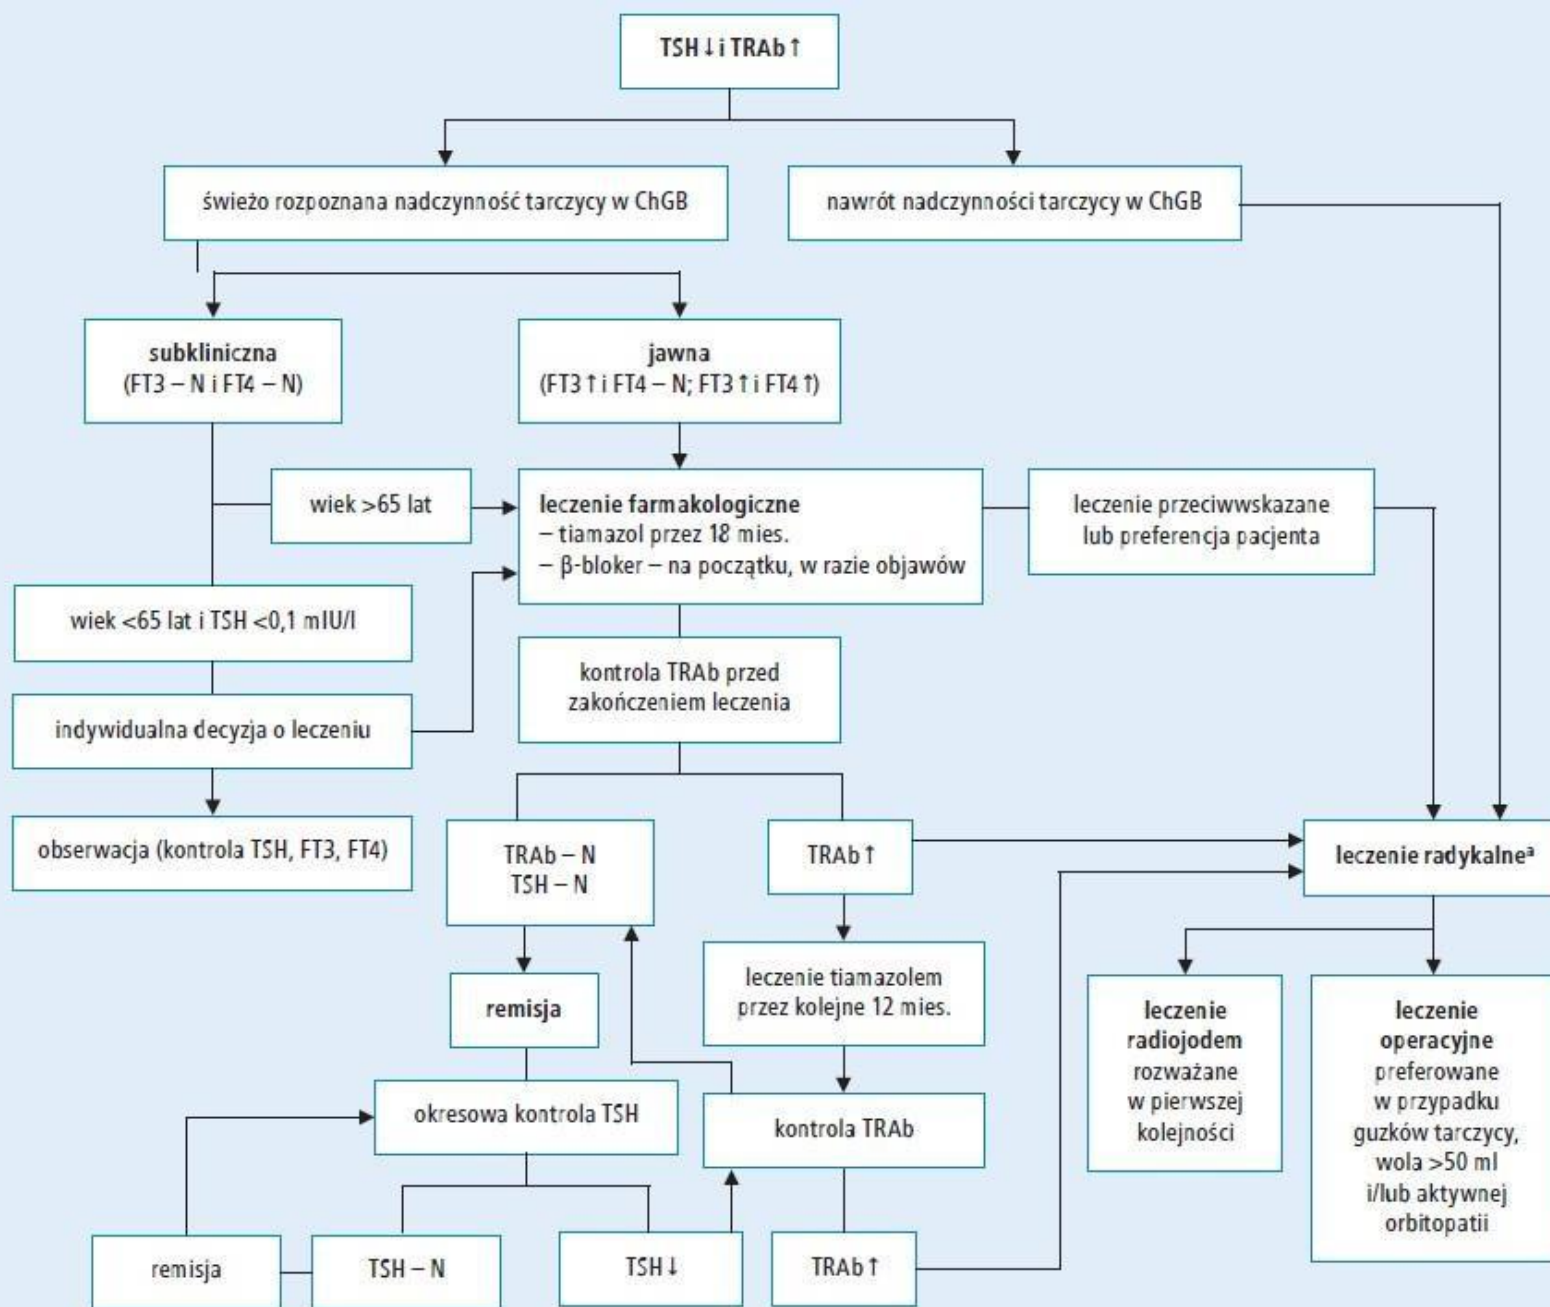 TSH↓ i TRAb↑
świeżo rozpoznana nadczynność tarczycy w ChGB
nawrót nadczynności tarczycy w ChGB
subkliniczna
(FT3 – N i FT4 – N)
jawna
(FT3↑ i FT4 – N; FT3↑ i FT4↑)
wiek >65 lat
leczenie farmakologiczne
– tiamazol przez 18 mies.
– β-bloker – na początku, w razie objawów
leczenie przeciwwskazane
lub preferencja pacjenta
wiek <65 lat i TSH <0,1 mIU/l
kontrola TRAb przed
zakończeniem leczenia
indywidualna decyzja o leczeniu
obserwacja (kontrola TSH, FT3, FT4)
TRAb – N
TSH – N
TRAb↑
leczenie radykalneᵃ
remisja
leczenie tiamazolem
przez kolejne 12 mies.
leczenie
radiojodem
rozważane
w pierwszej
kolejności
leczenie
operacyjne
preferowane
w przypadku
guzków tarczycy,
wola >50 ml
i/lub aktywnej
orbitopatii
okresowa kontrola TSH
kontrola TRAb
remisja
TSH – N
TSH↓
TRAb↑